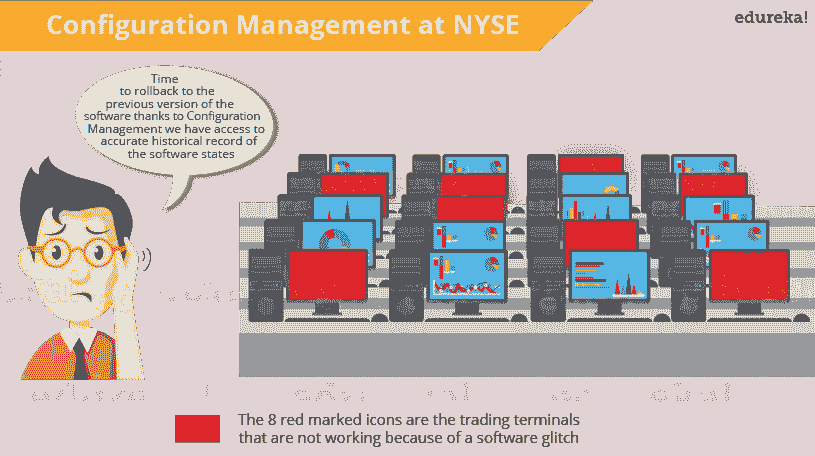 Configuration Management at NYSE
edureka!
Time
to rollback to the
previous version of the
software thanks to Configuration
Management we have access to
accurate historical record of
the software states
The 8 red marked icons are the trading terminals
that are not working because of a software glitch